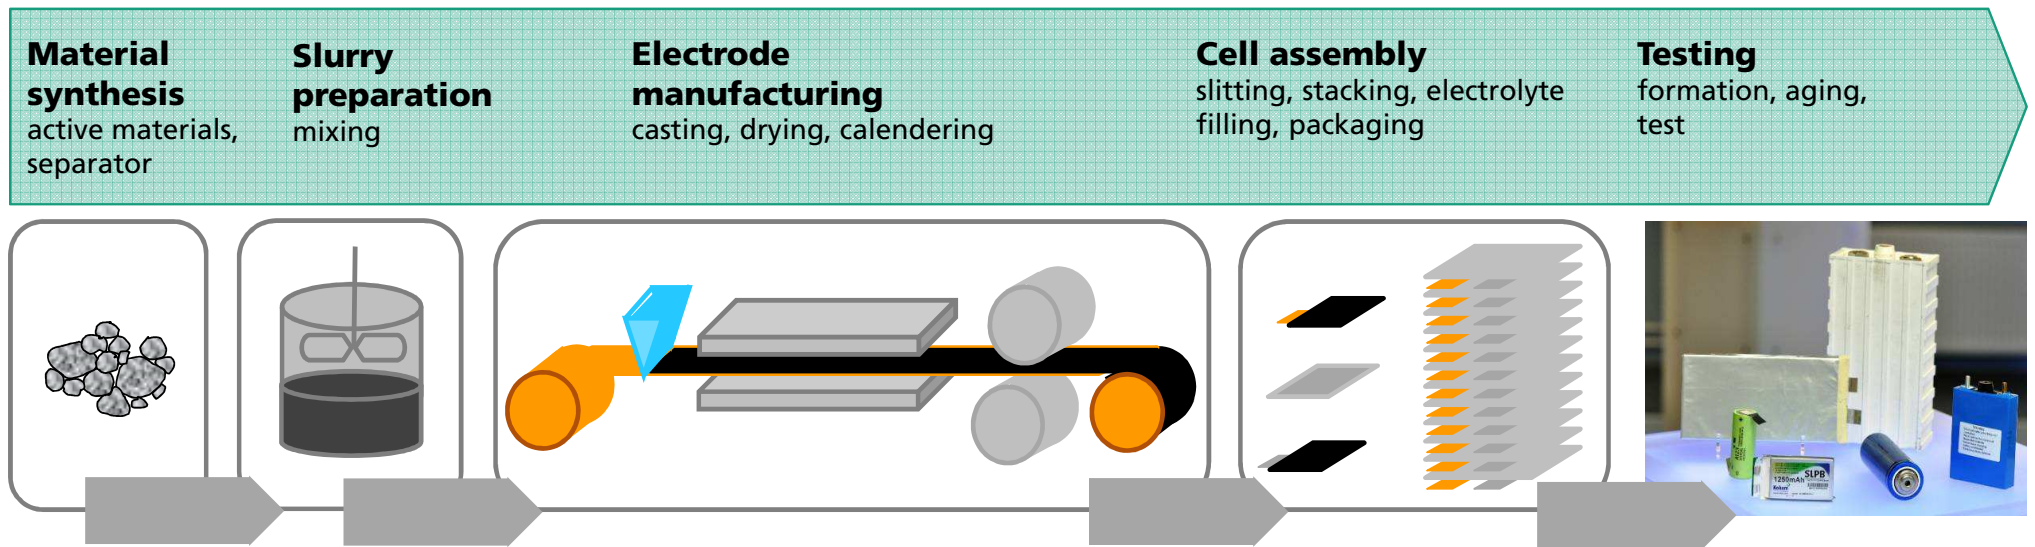 Material
synthesis
active materials,
separator
Slurry
preparation
mixing
Electrode
manufacturing
casting, drying, calendering
Cell assembly
slitting, stacking, electrolyte
filling, packaging
Testing
formation, aging,
test
SLPB
1250mAh